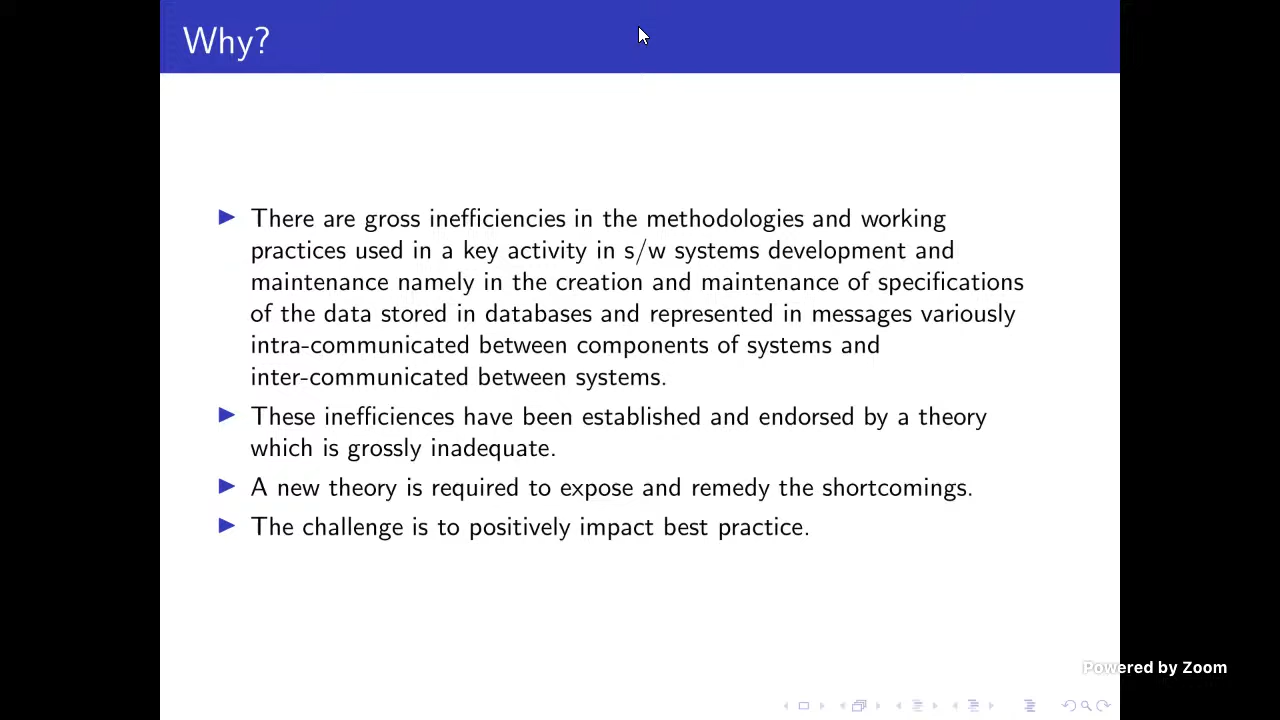 Why?
There are gross inefficiencies in the methodologies and working
practices used in a key activity in s/w systems development and
maintenance namely in the creation and maintenance of specifications
of the data stored in databases and represented in messages variously
intra-communicated between components of systems and
inter-communicated between systems.
These inefficiences have been established and endorsed by a theory
which is grossly inadequate.
A new theory is required to expose and remedy the shortcomings.
The challenge is to positively impact best practice.
Powered by Zoom